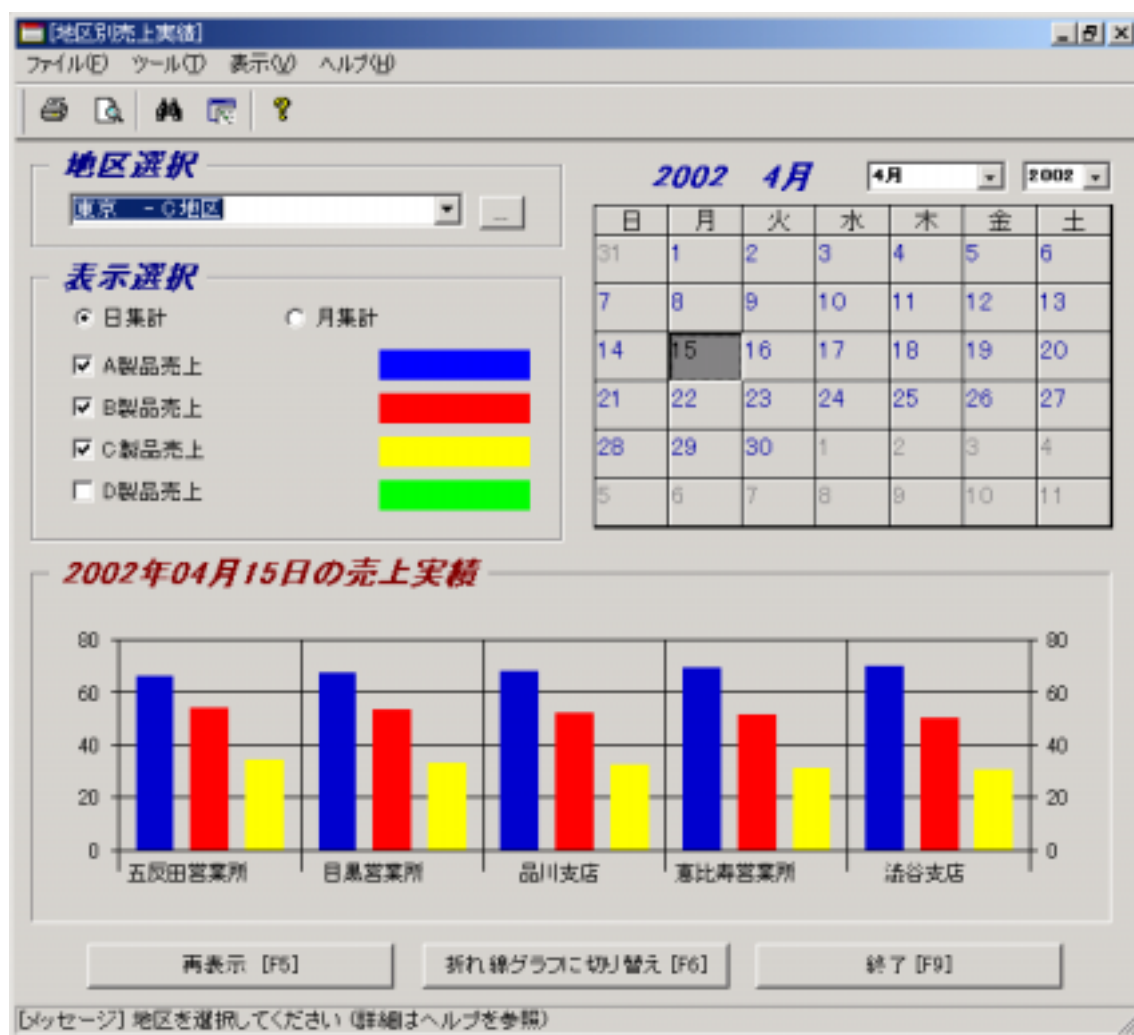 [地区別売上実績]
ファイル(F) ツール(T) 表示(V) ヘルプ(H)
地区選択
東京 - C地区
...
2002 4月
4月 2002
日 月 火 水 木 金 土
31 1 2 3 4 5 6
7 8 9 10 11 12 13
14 15 16 17 18 19 20
21 22 23 24 25 26 27
28 29 30 1 2 3 4
5 6 7 8 9 10 11
表示選択
日集計 月集計
A製品売上
B製品売上
C製品売上
D製品売上
2002年04月15日の売上実績
80 80
60 60
40 40
20 20
0 0
五反田営業所 目黒営業所 品川支店 恵比寿営業所 渋谷支店
再表示 [F5] 折れ線グラフに切り替え [F6] 終了 [F9]
[メッセージ] 地区を選択してください (詳細はヘルプを参照)